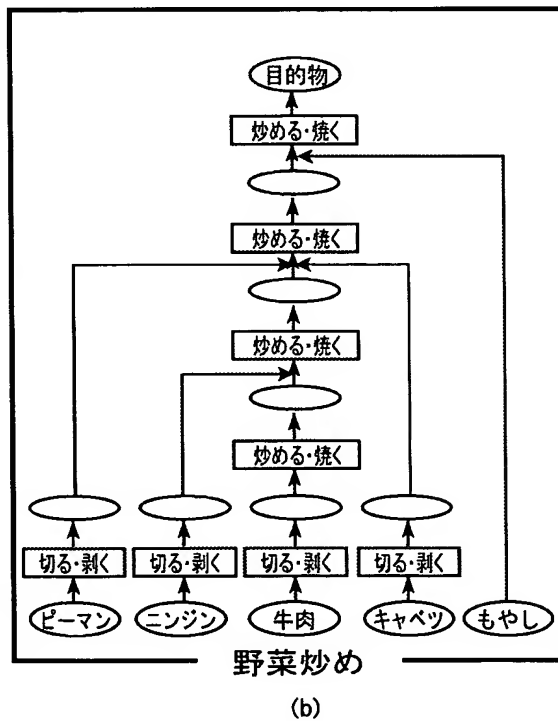 目的物
炒める・焼く
炒める・焼く
炒める・焼く
炒める・焼く
切る・剥く 切る・剥く 切る・剥く 切る・剥く
ピーマン ニンジン 牛肉 キャベツ もやし
野菜炒め
(b)